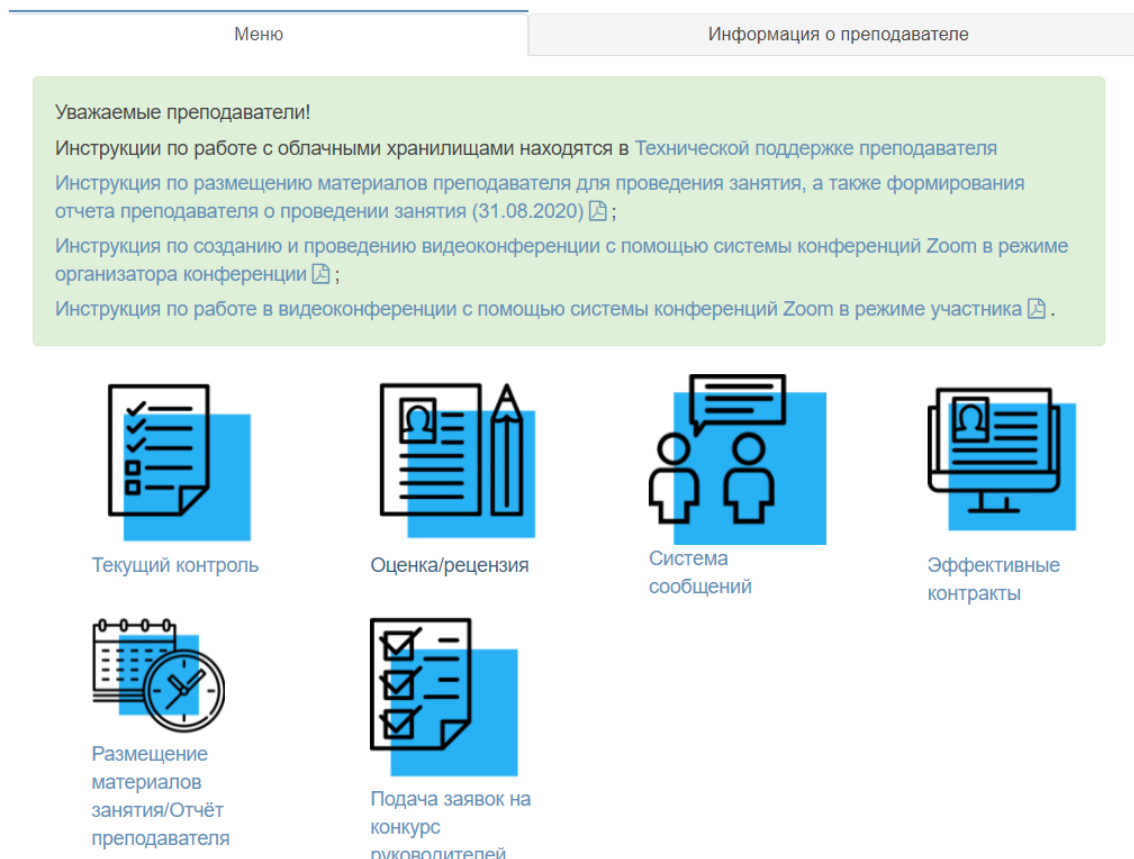 Меню
Информация о преподавателе
Уважаемые преподаватели!
Инструкции по работе с облачными хранилищами находятся в Технической поддержке преподавателя
Инструкция по размещению материалов преподавателя для проведения занятия, а также формирования
отчета преподавателя о проведении занятия (31.08.2020) ;
Инструкция по созданию и проведению видеоконференции с помощью системы конференций Zoom в режиме
организатора конференции ;
Инструкция по работе в видеоконференции с помощью системы конференций Zoom в режиме участника .
Текущий контроль
Оценка/рецензия
Система
сообщений
Эффективные
контракты
Размещение
материалов
занятия/Отчёт
преподавателя
Подача заявок на
конкурс
руководителей